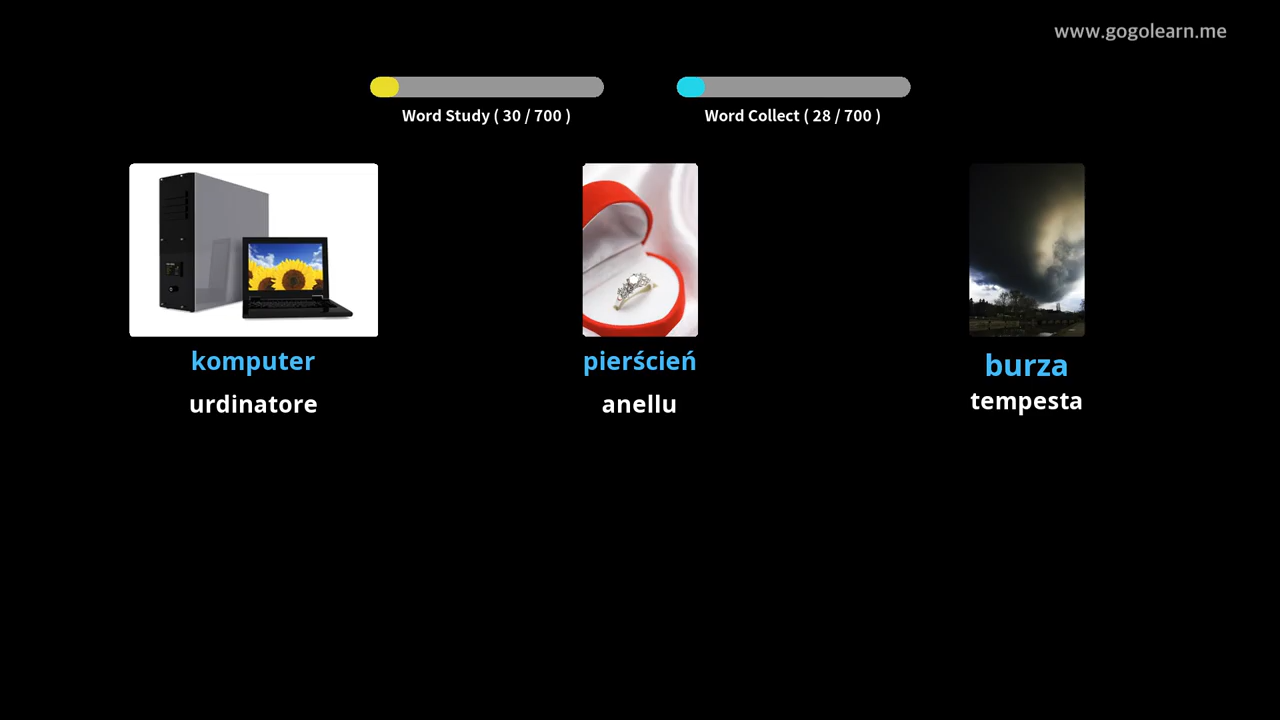 www.gogolearn.me
Word Study ( 30 / 700 )
Word Collect ( 28 / 700 )
komputer
urdinatore
pierścień
anellu
burza
tempesta